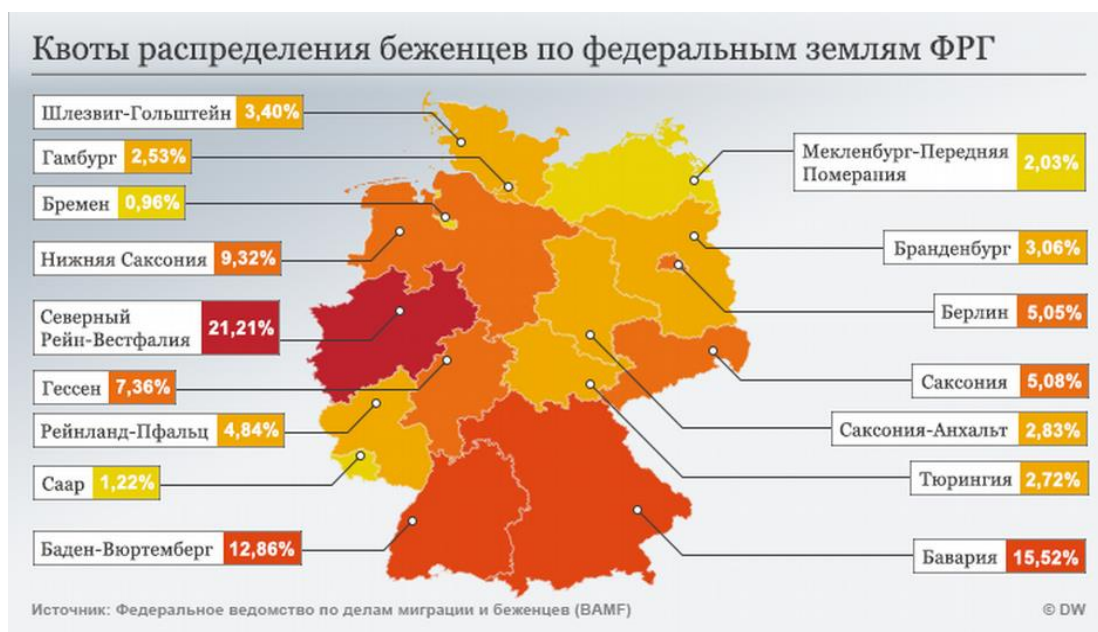 Квоты распределения беженцев по федеральным землям ФРГ
Шлезвиг-Гольштейн 3,40%
Гамбург 2,53%
Бремен 0,96%
Нижняя Саксония 9,32%
Северный
Рейн-Вестфалия 21,21%
Гессен 7,36%
Рейнланд-Пфальц 4,84%
Саар 1,22%
Баден-Вюртемберг 12,86%
Мекленбург-Передняя
Померания 2,03%
Бранденбург 3,06%
Берлин 5,05%
Саксония 5,08%
Саксония-Анхальт 2,83%
Тюрингия 2,72%
Бавария 15,52%
Источник: Федеральное ведомство по делам миграции и беженцев (BAMF)
© DW